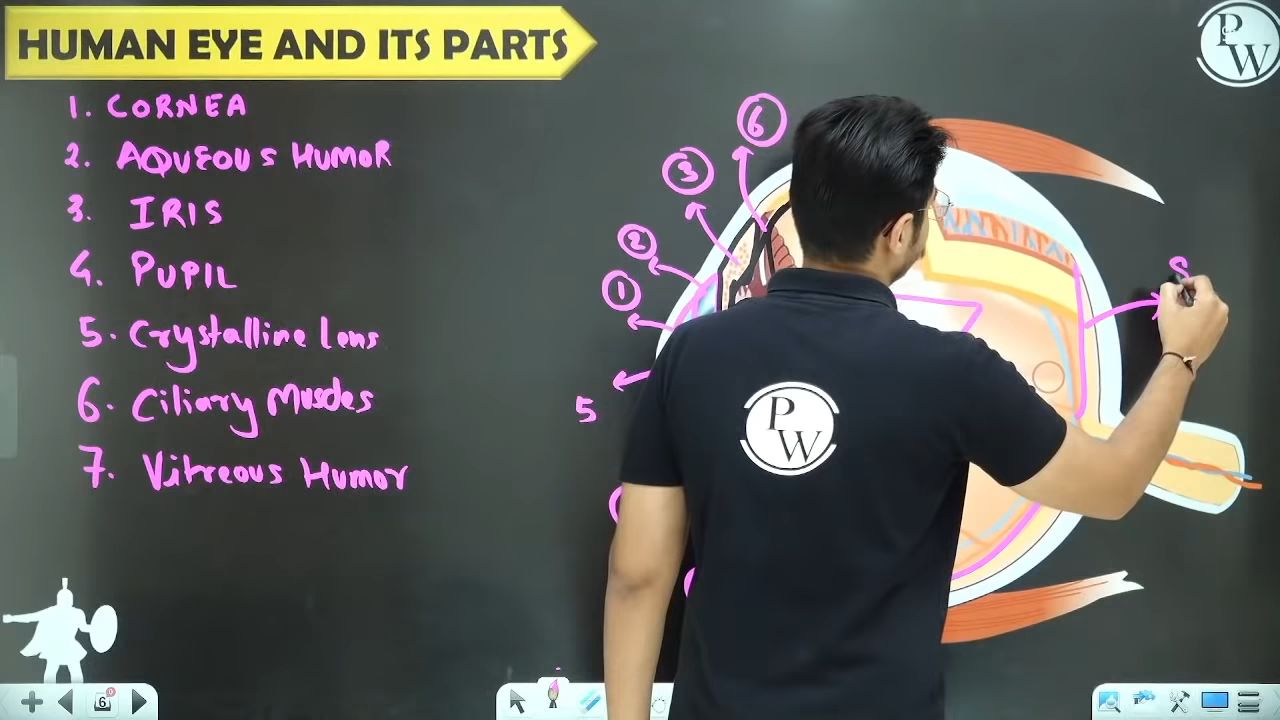 HUMAN EYE AND ITS PARTS
PW
1. CORNEA
2. AQUEOUS HUMOR
3. IRIS
4. PUPIL
5. Crystalline lens
6. Ciliary Muscles
7. Vitreous Humor
6
3
2
1
5
PW
6